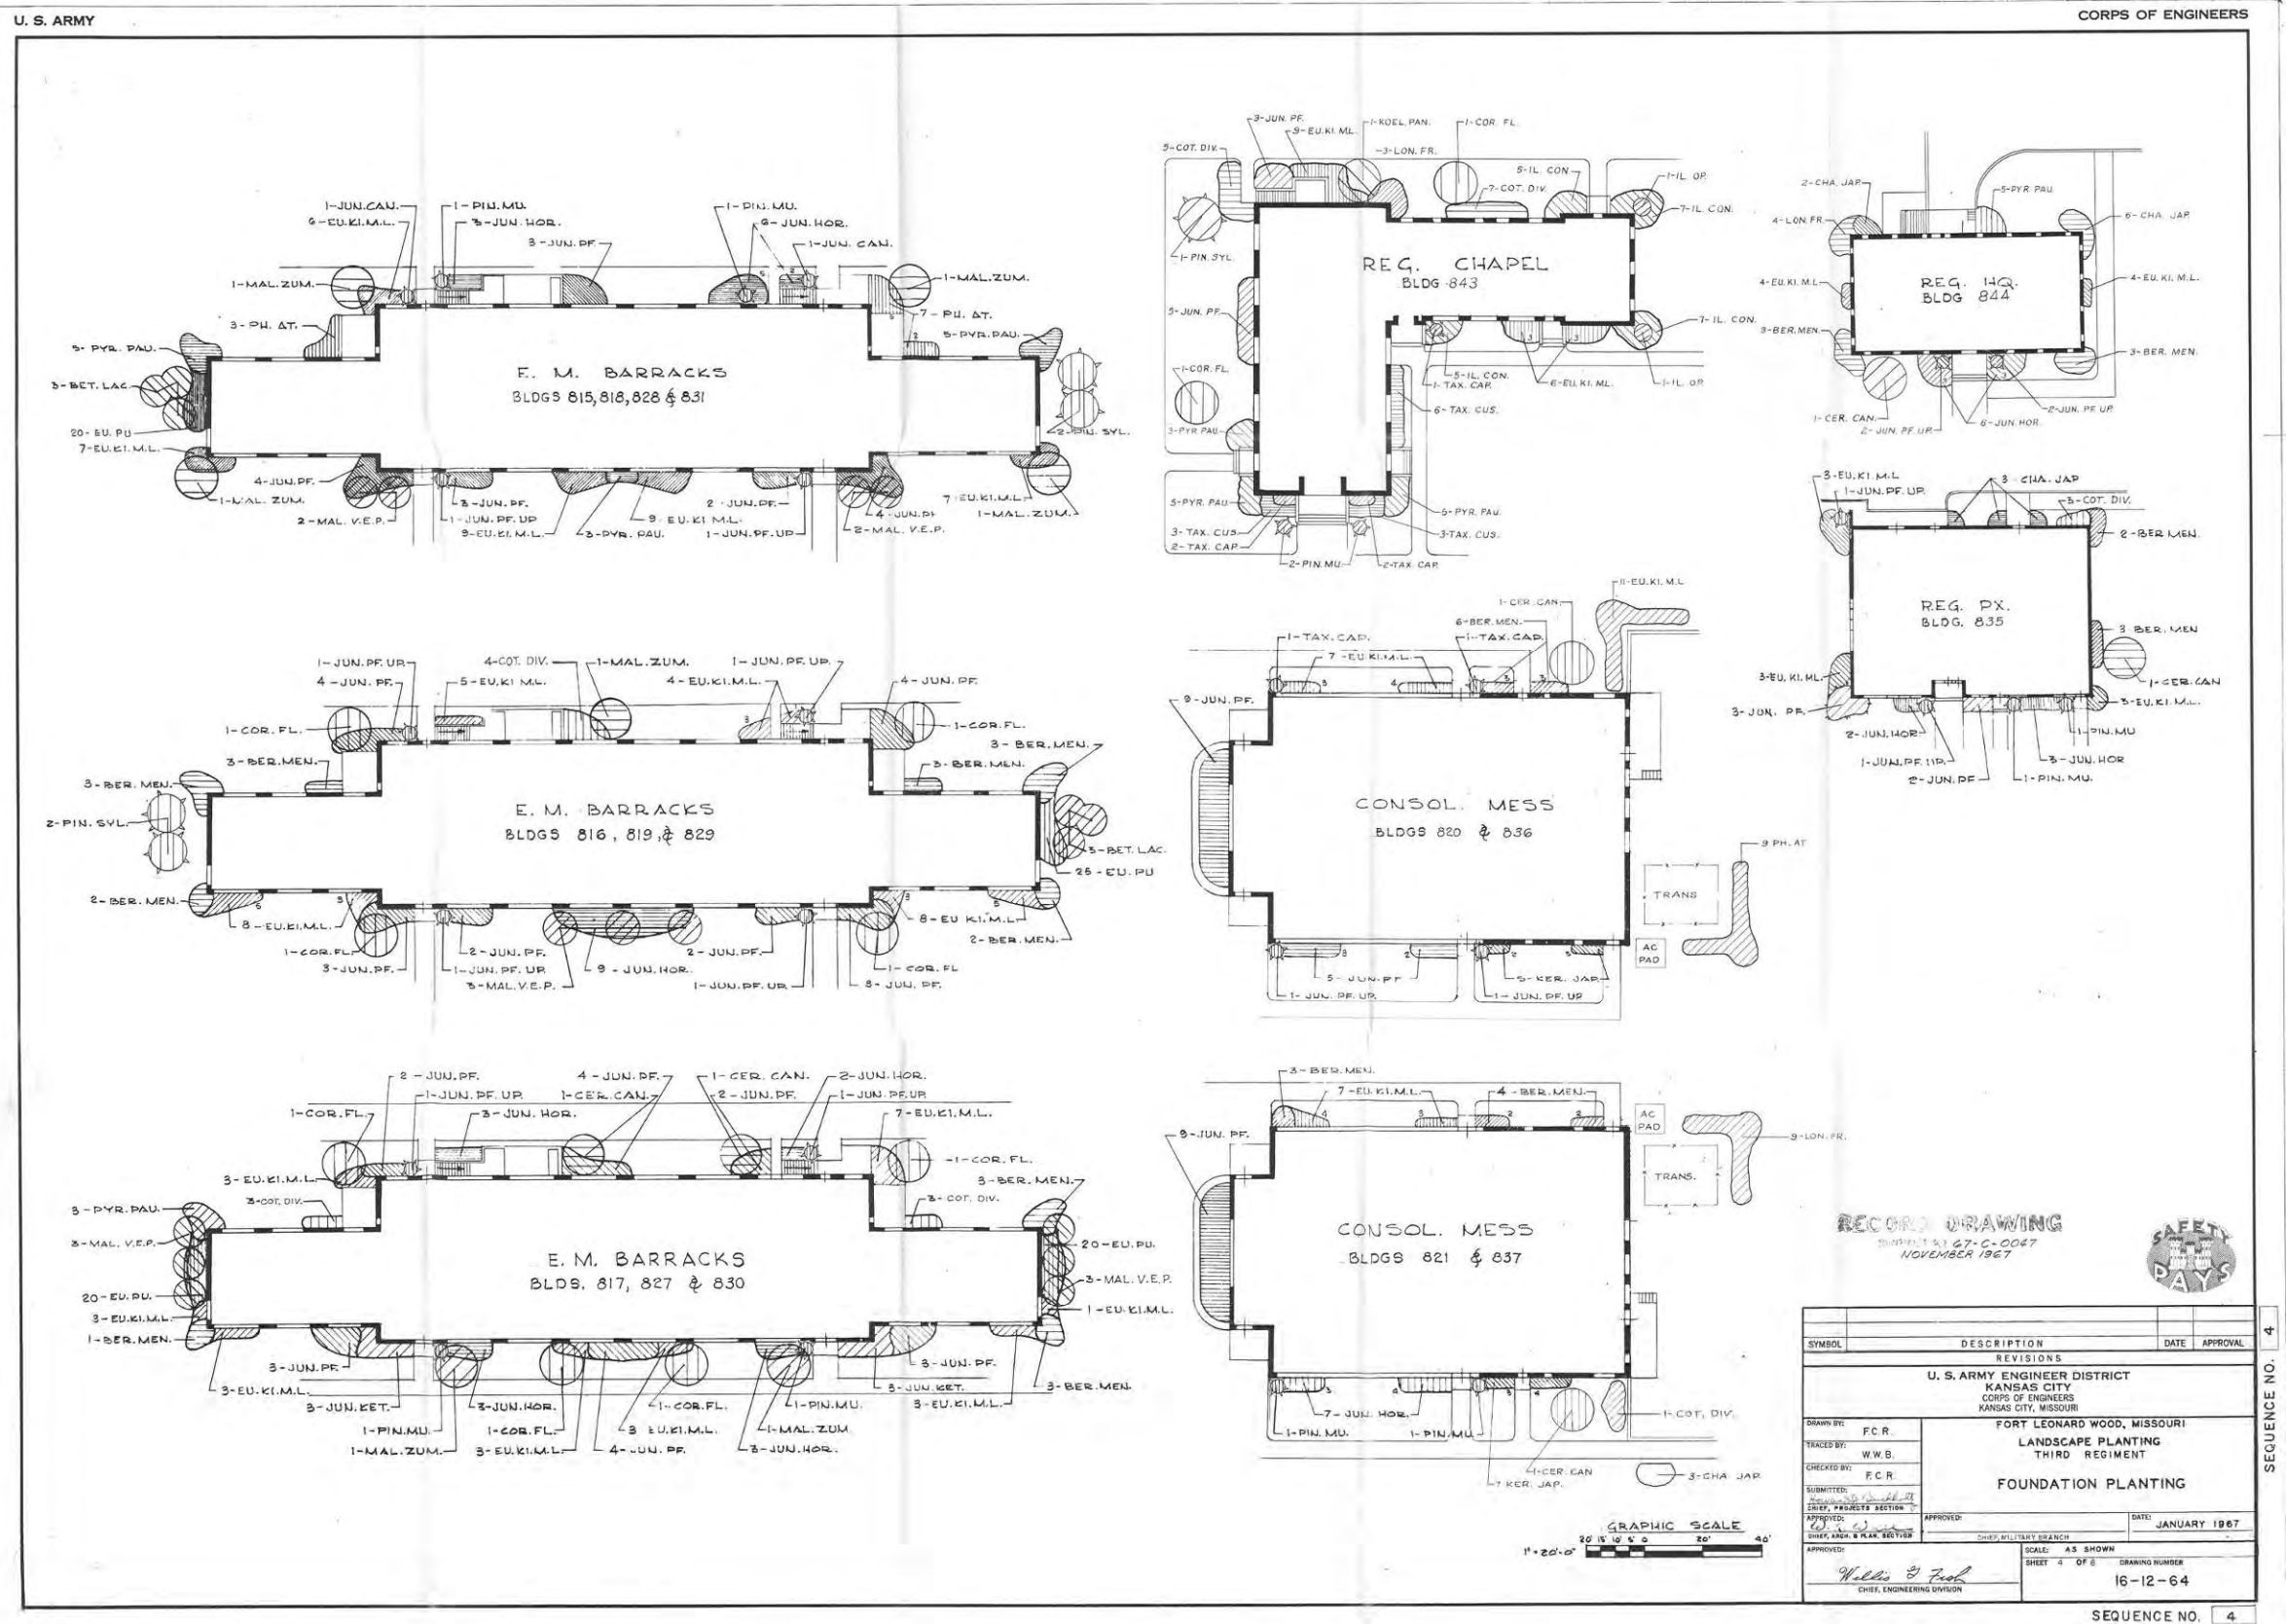 U. S. ARMY
CORPS OF ENGINEERS
1-JUN.CAN.
6-EU.KI.M.L.
1-PIN.MU.
3-JUN.HOR.
3-JUN.PF.
1-PIN.MU.
6-JUN.HOR.
1-JUN.CAN.
1-MAL.ZUM.
1-MAL.ZUM.
3-PH.AT.
7-PH.AT.
5-PYR.PAU.
5-PYR.PAU.
3-BET.LAC.
E. M. BARRACKS
BLDGS 815,818,828 & 831
20-EU.PU
2-PIN.SYL.
7-EU.KI.M.L.
1-MAL.ZUM.
4-JUN.PF.
2-MAL.V.E.P.
3-JUN.PF.
1-JUN.PF.UP
9-EU.KI.M.L.
3-PYR.PAU.
9-EU.KI M.L.
2-JUN.PF.
1-JUN.PF.UP
4-JUN.PF
2-MAL.V.E.P.
7-EU.KI.M.L.
1-MAL.ZUM.
3-JUN.PF.
9-EU.KI.ML.
1-KOEL.PAN.
1-COR.FL.
5-COT.DIV.
3-LON.FR.
5-IL.CON
7-COT.DIV.
1-IL.OP.
7-IL.CON.
1-PIN.SYL.
REG. CHAPEL
BLDG 843
5-JUN.PF.
7-IL.CON.
1-COR.FL.
5-IL.CON.
1-TAX.CAP.
6-EU.KI.ML.
1-IL.OP.
6-TAX.CUS.
3-PYR.PAU.
5-PYR.PAU.
5-PYR.PAU.
3-TAX.CUS.
2-TAX.CAP.
3-TAX.CUS.
2-PIN.MU.
2-TAX.CAP.
2-CHA.JAP.
5-PYR.PAU.
4-LON.FR.
6-CHA.JAP.
4-EU.KI.M.L.
4-EU.KI.M.L.
REG. HQ.
BLDG 844
3-BER.MEN.
3-BER.MEN.
1-CER.CAN.
2-JUN.PF.UP.
6-JUN.HOR.
2-JUN.PF.UP.
3-EU.KI.M.L
1-JUN.PF.UP.
3-CHA.JAP
3-COT.DIV.
2-BER.MEN.
REG. PX.
BLDG. 835
3 BER.MEN
1-CER.CAN
3-EU.KI.ML.
3-EU.KI.M.L.
3-JUN.PF.
2-JUN.HOR.
1-PIN.MU
1-JUN.PF.UP.
3-JUN.HOR
2-JUN.PF
1-PIN.MU.
1-JUN.PF.UP.
4-JUN.PF.
4-COT.DIV.
5-EU.KI M.L.
1-MAL.ZUM.
1-JUN.PF.UP.
4-EU.KI.M.L.
4-JUN.PF.
1-COR.FL.
1-COR.FL.
3-BER.MEN.
3-BER.MEN.
3-BER.MEN.
3-BER.MEN.
2-PIN.SYL.
E. M. BARRACKS
BLDGS 816, 819, & 829
5-BET.LAC.
25-EU.PU
2-BER.MEN.
8-EU.KI.M.L.
8-EU KI.M.L.
2-BER.MEN.
1-COR.FL.
3-JUN.PF.
2-JUN.PF.
1-JUN.PF.UP.
3-MAL.V.E.P.
9-JUN.HOR.
2-JUN.PF.
1-JUN.PF.UP.
1-COR.FL
8-JUN.PF.
11-EU.KI.M.L
1-CER.CAN.
6-BER.MEN.
1-TAX.CAP.
1-TAX.CAP.
7-EU.KI.M.L.
9-JUN.PF.
CONSOL. MESS
BLDGS 820 & 836
9 PH.AT
TRANS
AC
PAD
5-JUN.PF
5-KER.JAP.
1-JUN.PF.UP.
1-JUN.PF.UP
2-JUN.PF.
1-JUN.PF.UP.
3-JUN.HOR.
4-JUN.PF.
1-CER.CAN.
1-CER.CAN.
2-JUN.PF.
2-JUN.HOR.
1-JUN.PF.UP.
7-EU.KI.M.L.
1-COR.FL.
1-COR.FL.
3-EU.KI.M.L.
3-COT.DIV.
3-COT.DIV.
3-BER.MEN.
3-PYR.PAU.
3-MAL.V.E.P.
20-EU.PU.
E. M. BARRACKS
BLDS. 817, 827 & 830
20-EU.PU.
3-MAL.V.E.P.
1-EU.KI.M.L.
3-EU.KI.M.L.
1-BER.MEN.
3-JUN.PF.
3-EU.KI.M.L.
3-JUN.KET.
1-PIN.MU.
1-MAL.ZUM.
3-JUN.HOR.
1-COR.FL.
3-EU.KI.M.L.
4-JUN.PF.
3 EU.KI.M.L.
1-COR.FL.
1-PIN.MU.
1-MAL.ZUM
3-JUN.HOR.
3-JUN.PF.
3-JUN.KET.
3-EU.KI.M.L.
3-BER.MEN.
3-BER.MEN.
7-EU.KI.M.L.
4-BER.MEN.
9-JUN.PF.
AC
PAD
9-LON.FR.
TRANS.
CONSOL. MESS
BLDGS 821 & 837
7-JUN.HOR.
1-PIN.MU.
1-PIN.MU
1-COT.DIV.
1-CER.CAN
7 KER.JAP.
3-CHA.JAP.
GRAPHIC SCALE
1"=20'-0"
20' 15' 10' 5' 0 20' 40'
RECORD DRAWING
67-C-0047
NOVEMBER 1967
SAFETY
PAYS
SYMBOL DESCRIPTION DATE APPROVAL
REVISIONS
U. S. ARMY ENGINEER DISTRICT
KANSAS CITY
CORPS OF ENGINEERS
KANSAS CITY, MISSOURI
DRAWN BY:
F.C.R.
TRACED BY:
W.W.B.
CHECKED BY:
F.C.R.
SUBMITTED:
CHIEF, PROJECTS SECTION
APPROVED:
CHIEF, ARCH. & PLAN. SECTION
FORT LEONARD WOOD, MISSOURI
LANDSCAPE PLANTING
THIRD REGIMENT
FOUNDATION PLANTING
APPROVED:
CHIEF, MILITARY BRANCH
DATE:
JANUARY 1967
APPROVED:
CHIEF, ENGINEERING DIVISION
SCALE: AS SHOWN
SHEET 4 OF 6
DRAWING NUMBER
16-12-64
SEQUENCE NO. 4
SEQUENCE NO. 4